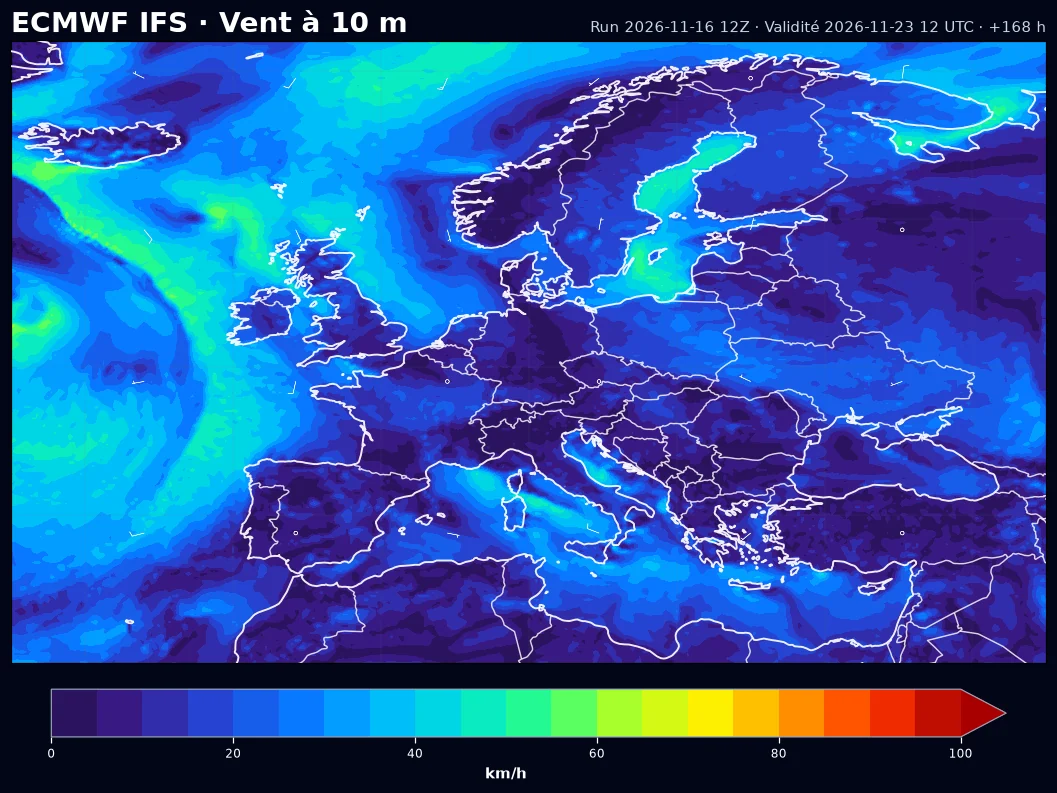 ECMWF IFS · Vent à 10 m
Run 2026-11-16 12Z · Validité 2026-11-23 12 UTC · +168 h
0 20 40 60 80 100
km/h